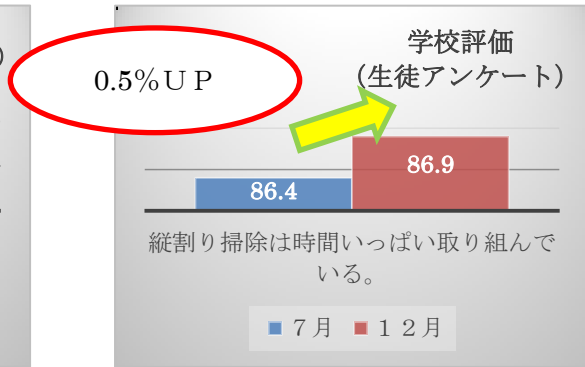 )
0.5%ＵＰ
学校評価
（生徒アンケート）
86.4
86.9
縦割り掃除は時間いっぱい取り組んで
いる。
７月 １２月